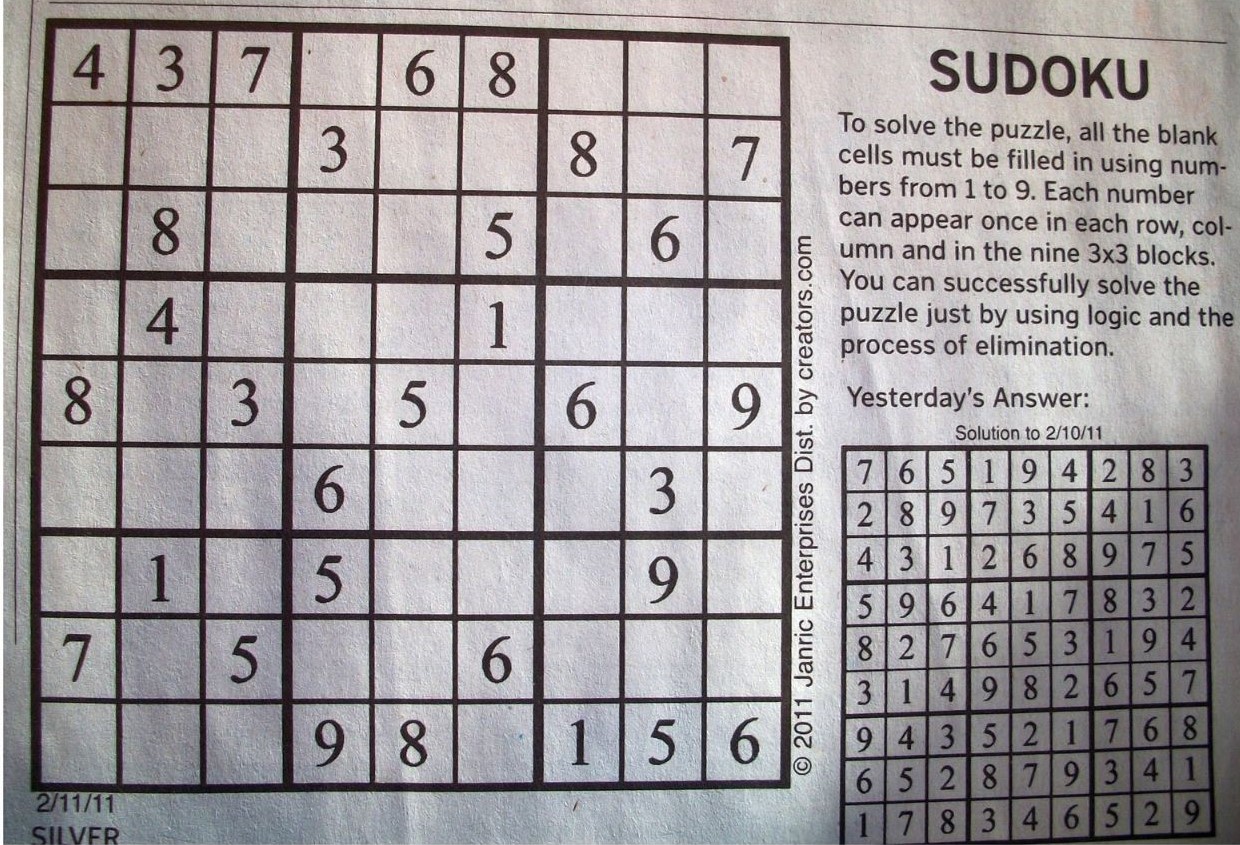 4 3 7 6 8
3 8 7
8 5 6
4 1
8 3 5 6 9
6 3
1 5 9
7 5 6
9 8 1 5 6
2/11/11
SILVER
© 2011 Janric Enterprises Dist. by creators.com
SUDOKU
To solve the puzzle, all the blank
cells must be filled in using num-
bers from 1 to 9. Each number
can appear once in each row, col-
umn and in the nine 3x3 blocks.
You can successfully solve the
puzzle just by using logic and the
process of elimination.
Yesterday's Answer:
Solution to 2/10/11
7 6 5 1 9 4 2 8 3
2 8 9 7 3 5 4 1 6
4 3 1 2 6 8 9 7 5
5 9 6 4 1 7 8 3 2
8 2 7 6 5 3 1 9 4
3 1 4 9 8 2 6 5 7
9 4 3 5 2 1 7 6 8
6 5 2 8 7 9 3 4 1
1 7 8 3 4 6 5 2 9